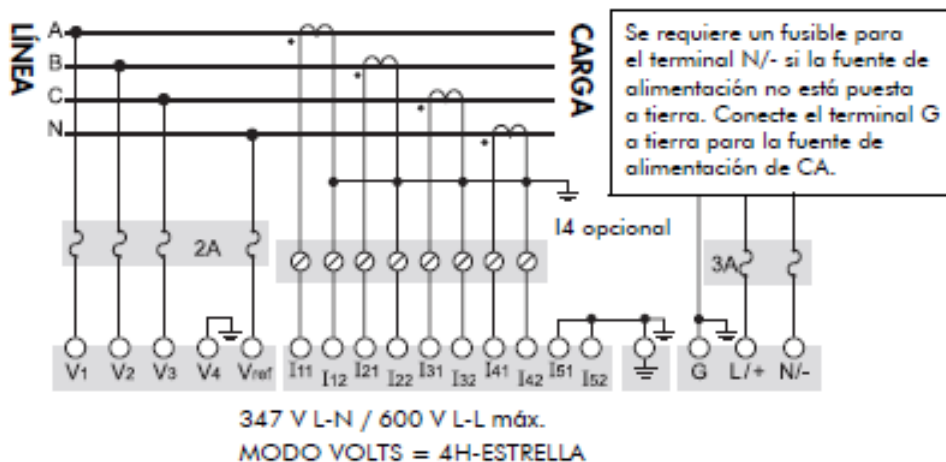 LÍNEA
A
B
C
N
CARGA
Se requiere un fusible para
el terminal N/- si la fuente de
alimentación no está puesta
a tierra. Conecte el terminal G
a tierra para la fuente de
alimentación de CA.
I4 opcional
2A
3A
V1 V2 V3 V4 Vref I11 I12 I21 I22 I31 I32 I41 I42 I51 I52 G L/+ N/-
347 V L-N / 600 V L-L máx.
MODO VOLTS = 4H-ESTRELLA